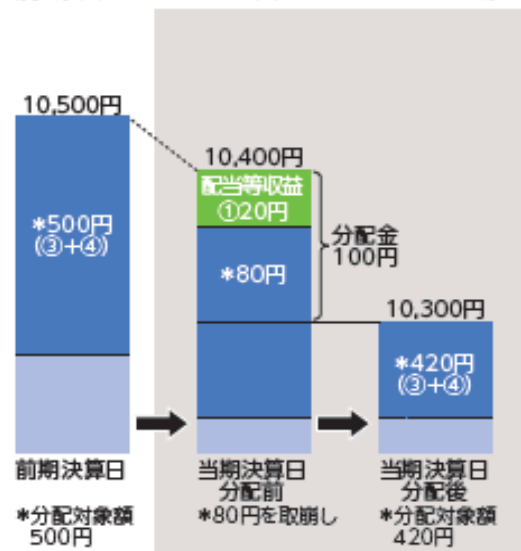 10,500円
*500円
(③+④)
前期決算日
*分配対象額
500円
10,400円
配当等収益
①20円
*80円
分配金
100円
当期決算日
分配前
*80円を取崩し
10,300円
*420円
(③+④)
当期決算日
分配後
*分配対象額
420円